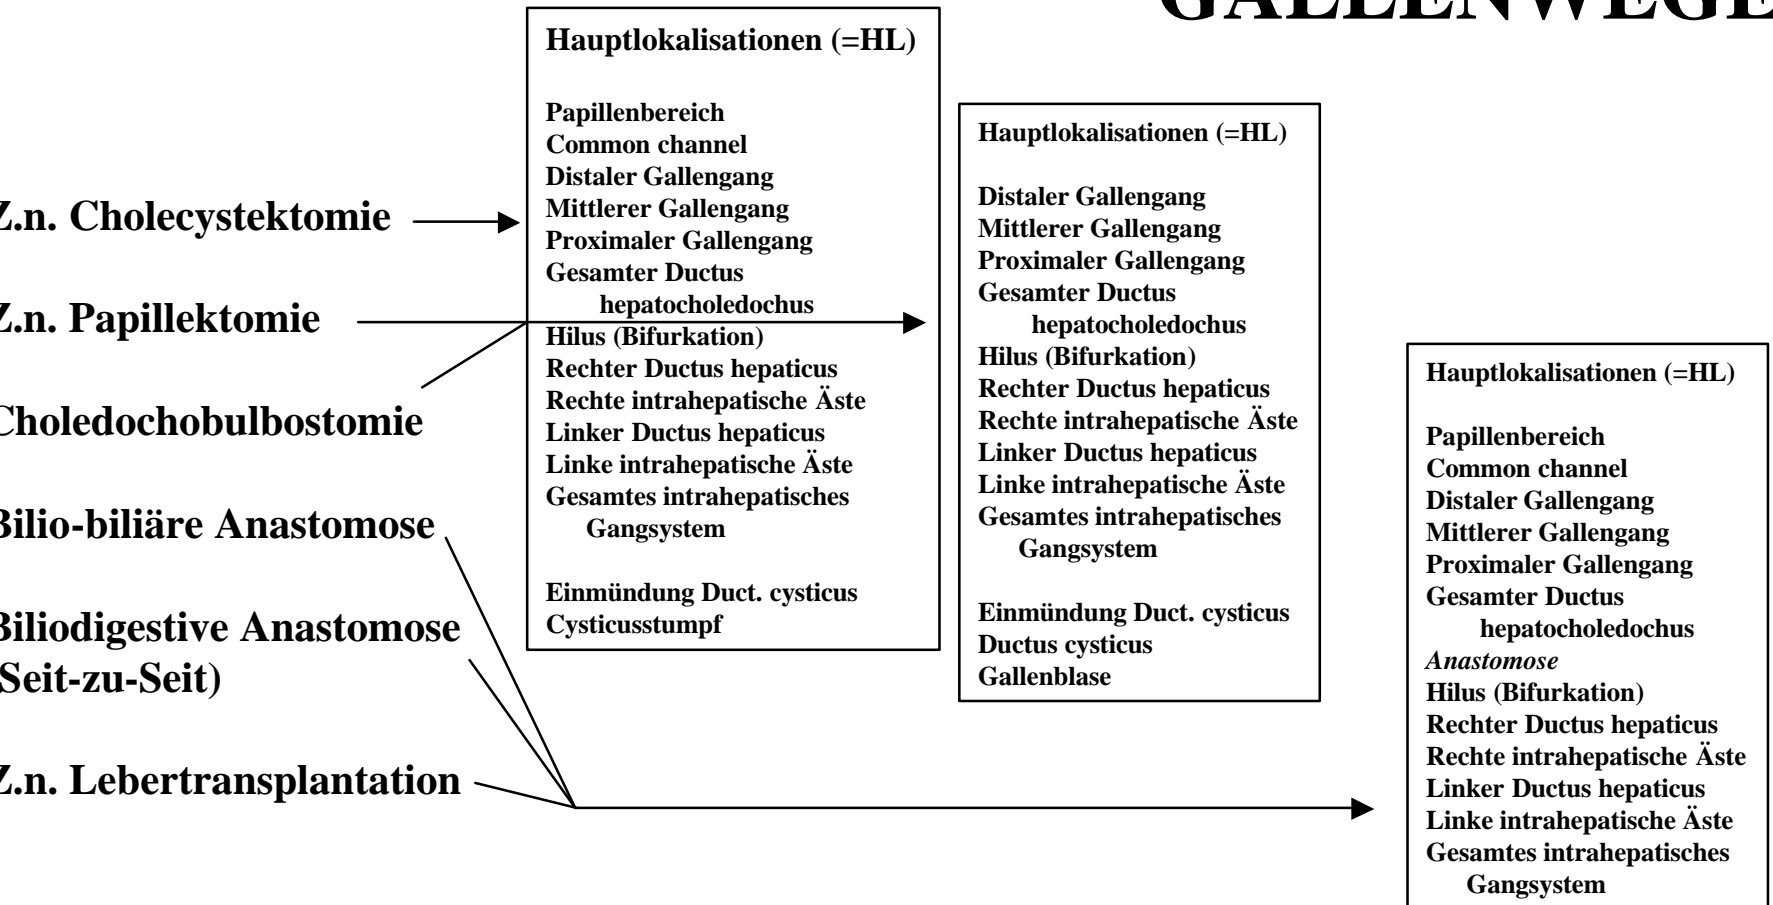 GALLENWEGE
Z.n. Cholecystektomie
Z.n. Papillektomie
Choledochobulbostomie
Bilio-biliäre Anastomose
Biliodigestive Anastomose
Seit-zu-Seit)
Z.n. Lebertransplantation
Hauptlokalisationen (=HL)
Papillenbereich
Common channel
Distaler Gallengang
Mittlerer Gallengang
Proximaler Gallengang
Gesamter Ductus
hepatocholedochus
Hilus (Bifurkation)
Rechter Ductus hepaticus
Rechte intrahepatische Äste
Linker Ductus hepaticus
Linke intrahepatische Äste
Gesamtes intrahepatisches
Gangsystem
Einmündung Duct. cysticus
Cysticusstumpf
Hauptlokalisationen (=HL)
Distaler Gallengang
Mittlerer Gallengang
Proximaler Gallengang
Gesamter Ductus
hepatocholedochus
Hilus (Bifurkation)
Rechter Ductus hepaticus
Rechte intrahepatische Äste
Linker Ductus hepaticus
Linke intrahepatische Äste
Gesamtes intrahepatisches
Gangsystem
Einmündung Duct. cysticus
Ductus cysticus
Gallenblase
Hauptlokalisationen (=HL)
Papillenbereich
Common channel
Distaler Gallengang
Mittlerer Gallengang
Proximaler Gallengang
Gesamter Ductus
hepatocholedochus
Anastomose
Hilus (Bifurkation)
Rechter Ductus hepaticus
Rechte intrahepatische Äste
Linker Ductus hepaticus
Linke intrahepatische Äste
Gesamtes intrahepatisches
Gangsystem